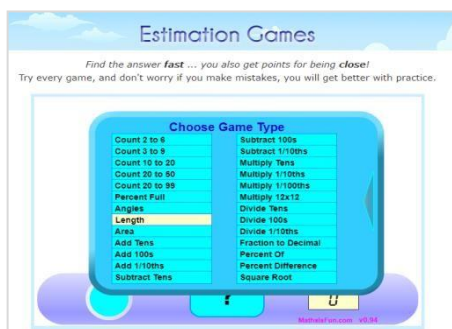 Estimation Games
Find the answer fast ... you also get points for being close!
Try every game, and don't worry if you make mistakes, you will get better with practice.
Choose Game Type
Count 2 to 6
Count 3 to 9
Count 10 to 20
Count 20 to 50
Count 20 to 99
Percent Full
Angles
Length
Area
Add Tens
Add 100s
Add 1/10ths
Subtract Tens
Subtract 100s
Subtract 1/10ths
Multiply Tens
Multiply 1/10ths
Multiply 1/100ths
Multiply 12x12
Divide Tens
Divide 100s
Divide 1/10ths
Fraction to Decimal
Percent Of
Percent Difference
Square Root
?
0
MathsIsFun.com v0.94